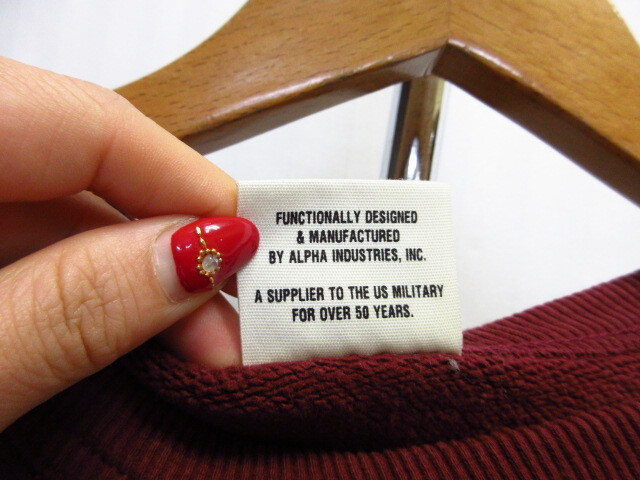 FUNCTIONALLY DESIGNED
& MANUFACTURED
BY ALPHA INDUSTRIES, INC.
A SUPPLIER TO THE US MILITARY
FOR OVER 50 YEARS.